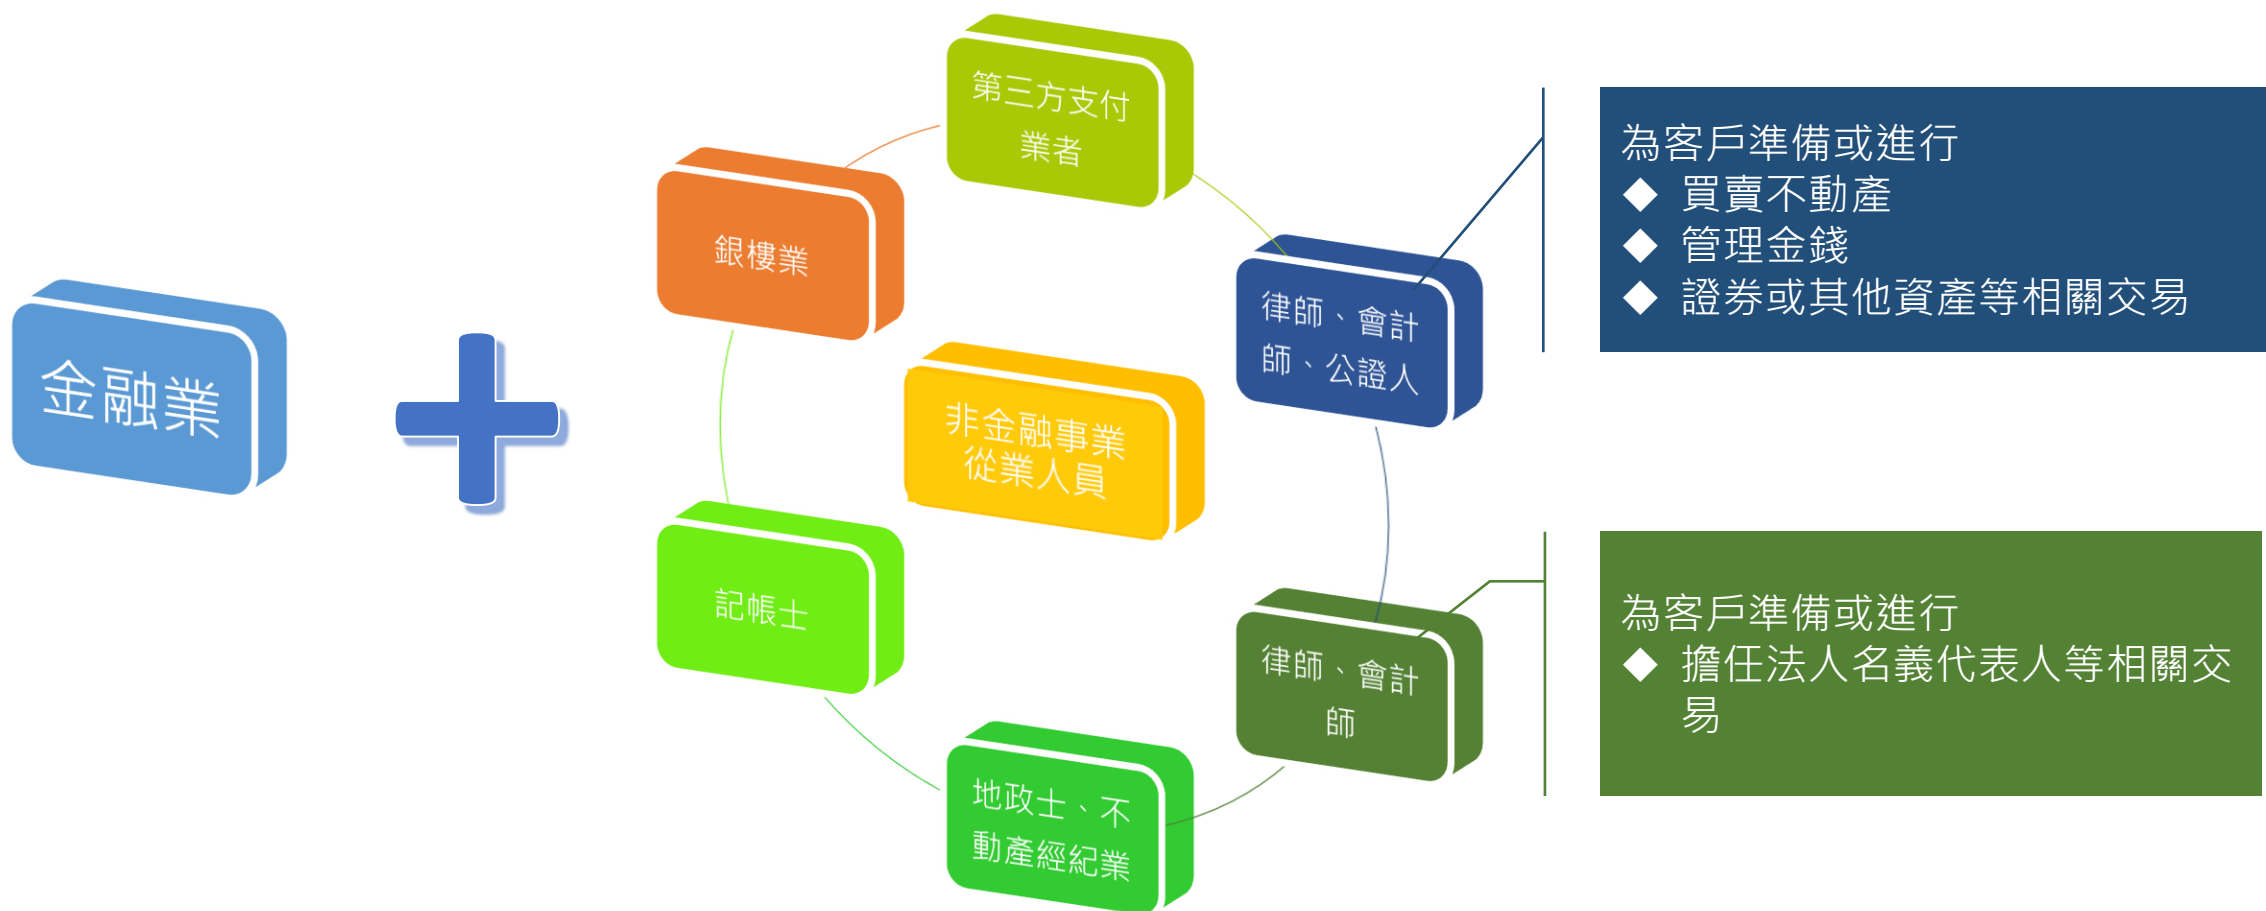 金融業
第三方支付
業者
銀樓業
律師、會計
師、公證人
非金融事業
從業人員
記帳士
律師、會計
師
地政士、不
動產經紀業
為客戶準備或進行
◆ 買賣不動產
◆ 管理金錢
◆ 證券或其他資產等相關交易
為客戶準備或進行
◆ 擔任法人名義代表人等相關交
易